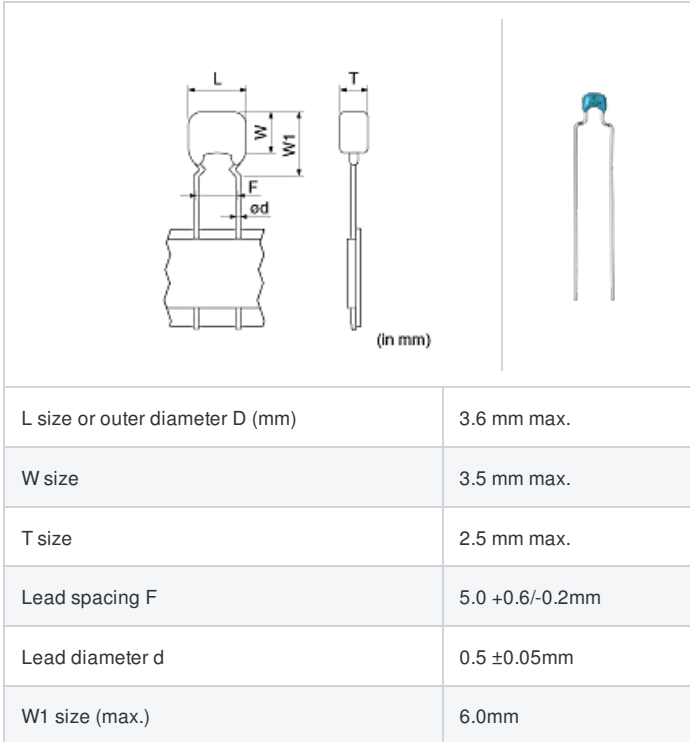 L
T
W
W1
F
ød
(in mm)
L size or outer diameter D (mm) 3.6 mm max.
W size 3.5 mm max.
T size 2.5 mm max.
Lead spacing F 5.0 +0.6/-0.2mm
Lead diameter d 0.5 ±0.05mm
W1 size (max.) 6.0mm